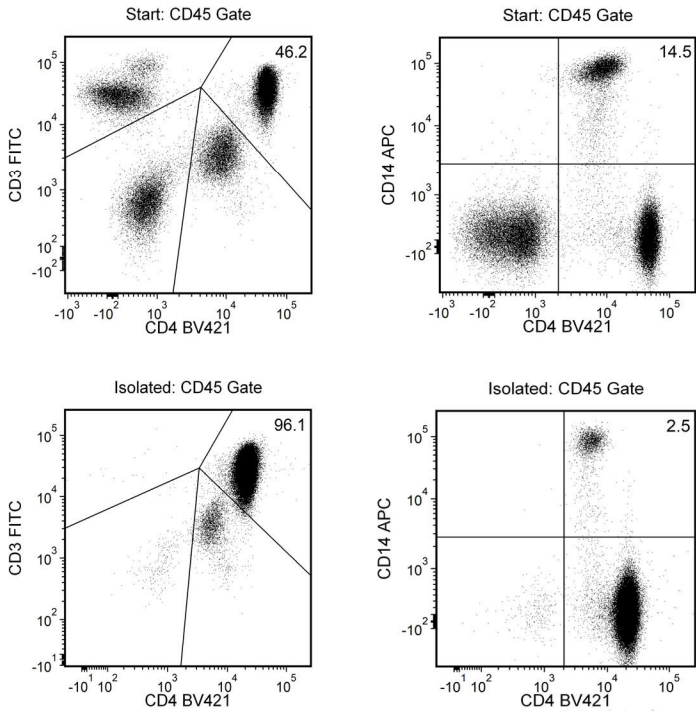 Start: CD45 Gate
46.2
10^5
10^4
10^3
10^2
-10^2
CD3 FITC
-10^3 -10^2 10^3 10^4 10^5
CD4 BV421
Start: CD45 Gate
14.5
10^5
10^4
10^3
-10^2
CD14 APC
-10^3 -10^2 10^3 10^4 10^5
CD4 BV421
Isolated: CD45 Gate
96.1
10^5
10^4
10^3
10^2
-10^1
CD3 FITC
-10^1 10^2 10^3 10^4 10^5
CD4 BV421
Isolated: CD45 Gate
2.5
10^5
10^4
10^3
-10^2
CD14 APC
-10^1 10^2 10^3 10^4 10^5
CD4 BV421